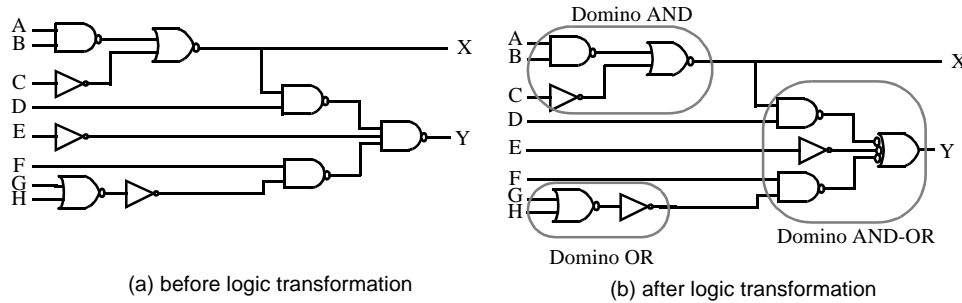 A
B
C
D
E
F
G
H
X
Y
(a) before logic transformation
Domino AND
A
B
C
D
E
F
G
H
X
Y
Domino AND-OR
Domino OR
(b) after logic transformation